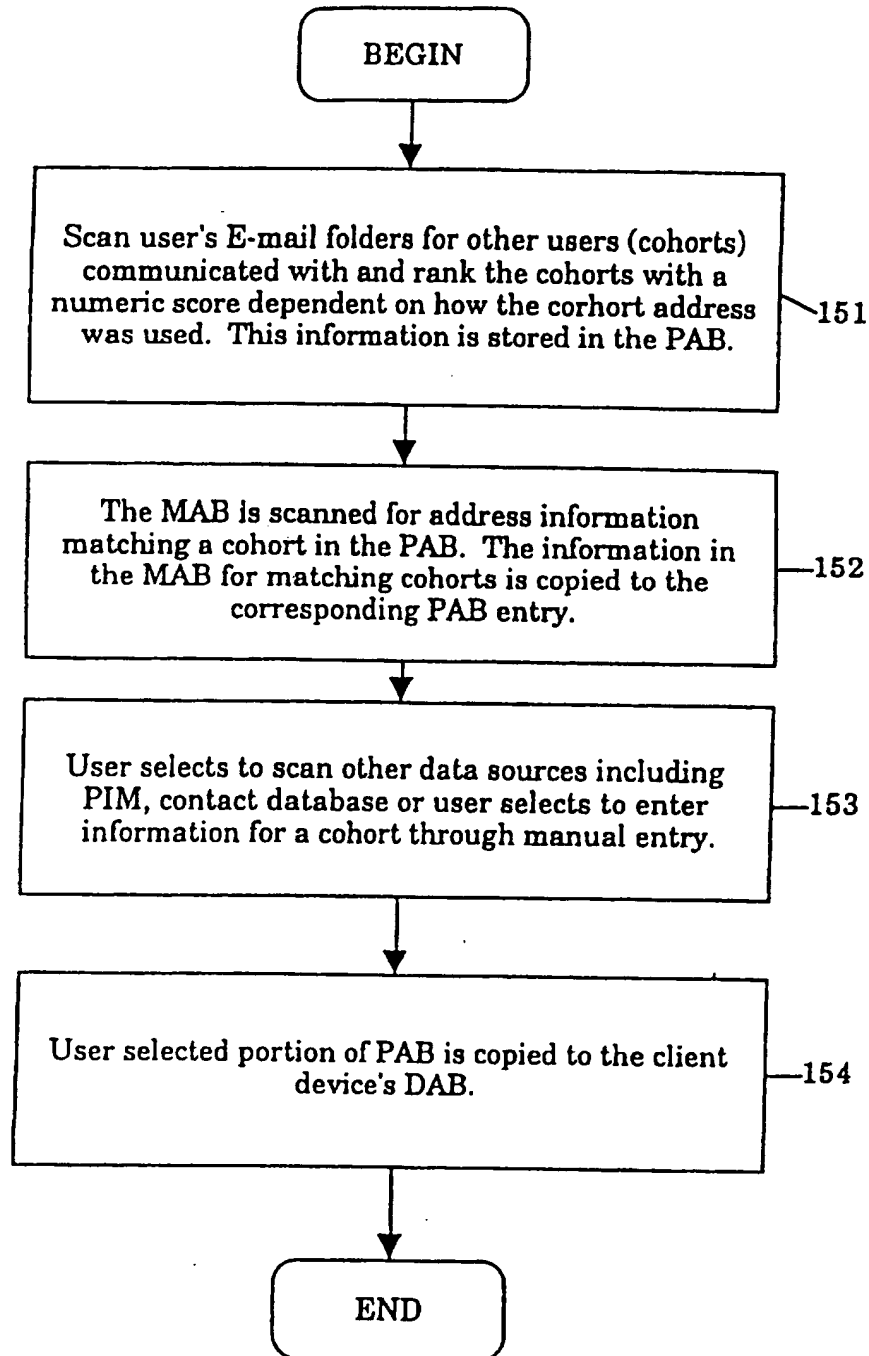 BEGIN
Scan user's E-mail folders for other users (cohorts)
communicated with and rank the cohorts with a
numeric score dependent on how the corhort address
was used. This information is stored in the PAB.
151
The MAB is scanned for address information
matching a cohort in the PAB. The information in
the MAB for matching cohorts is copied to the
corresponding PAB entry.
152
User selects to scan other data sources including
PIM, contact database or user selects to enter
information for a cohort through manual entry.
153
User selected portion of PAB is copied to the client
device's DAB.
154
END